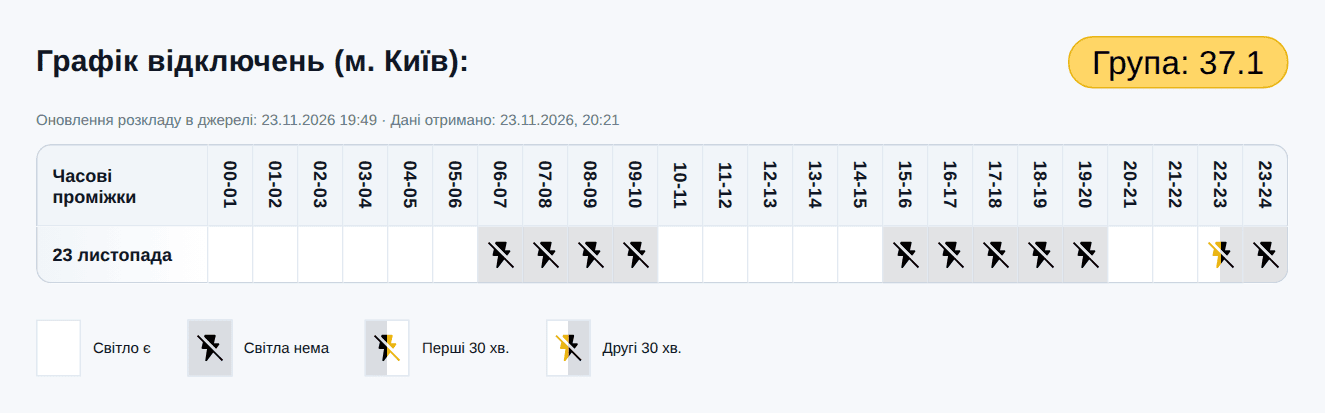 Графік відключень (м. Київ):
Група: 37.1
Оновлення розкладу в джерелі: 23.11.2026 19:49 · Дані отримано: 23.11.2026, 20:21
Часові
проміжки
00-01
01-02
02-03
03-04
04-05
05-06
06-07
07-08
08-09
09-10
10-11
11-12
12-13
13-14
14-15
15-16
16-17
17-18
18-19
19-20
20-21
21-22
22-23
23-24
23 листопада
Світло є
Світла нема
Перші 30 хв.
Другі 30 хв.